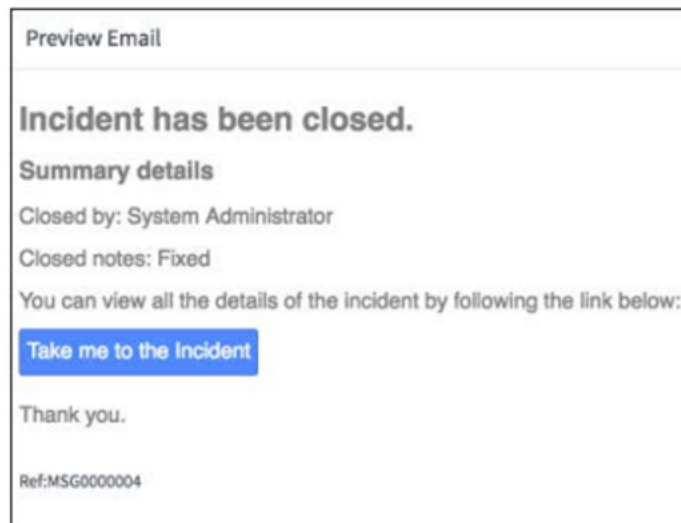 Preview Email
Incident has been closed.
Summary details
Closed by: System Administrator
Closed notes: Fixed
You can view all the details of the incident by following the link below:
Take me to the Incident
Thank you.
Ref:MSG0000004